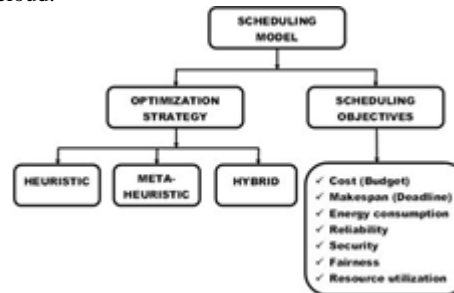 SCHEDULING
MODEL
OPTIMIZATION
STRATEGY
SCHEDULING
OBJECTIVES
HEURISTIC
META-
HEURISTIC
HYBRID
✓ Cost (Budget)
✓ Makespan (Deadline)
✓ Energy consumption
✓ Reliability
✓ Security
✓ Fairness
✓ Resource utilization